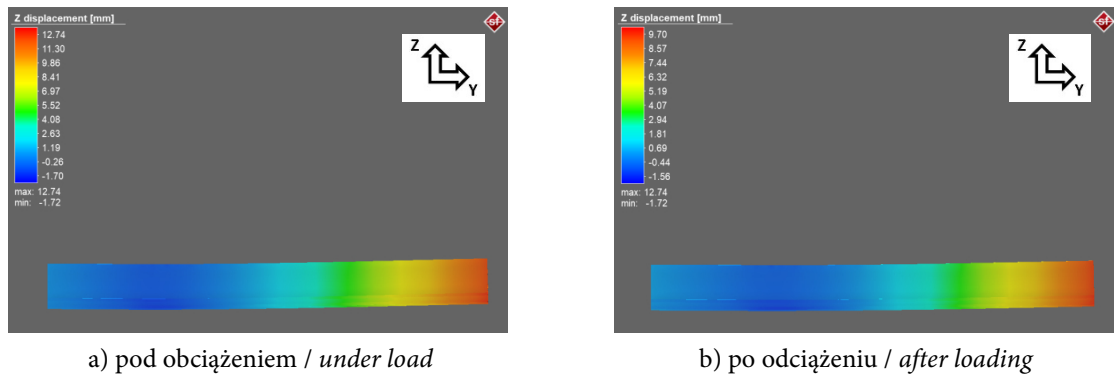 Z displacement [mm]
12.74
11.30
9.86
8.41
6.97
5.52
4.08
2.63
1.19
-0.26
-1.70
max: 12.74
min: -1.72
Z
Y
sf
a) pod obciążeniem / under load
Z displacement [mm]
9.70
8.57
7.44
6.32
5.19
4.07
2.94
1.81
0.69
-0.44
-1.56
max: 12.74
min: -1.72
Z
Y
sf
b) po odciążeniu / after loading